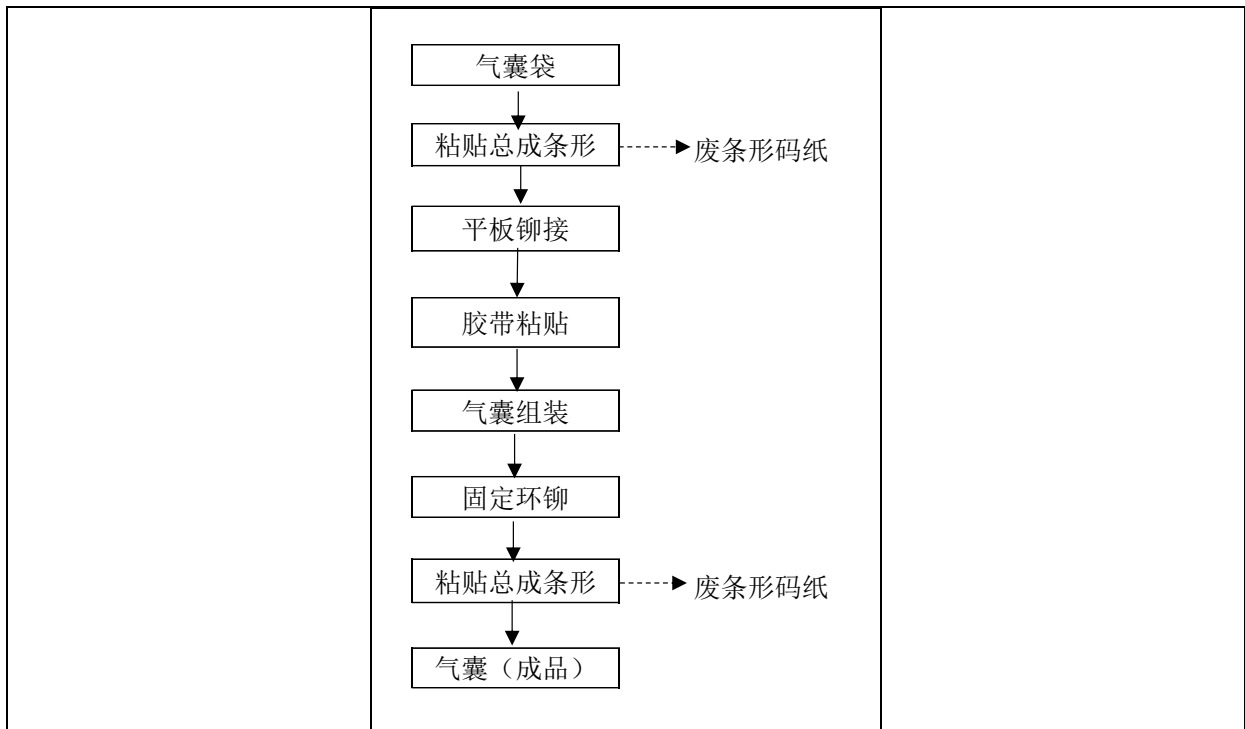 气囊袋
粘贴总成条形
废条形码纸
平板铆接
胶带粘贴
气囊组装
固定环铆
粘贴总成条形
废条形码纸
气囊（成品）